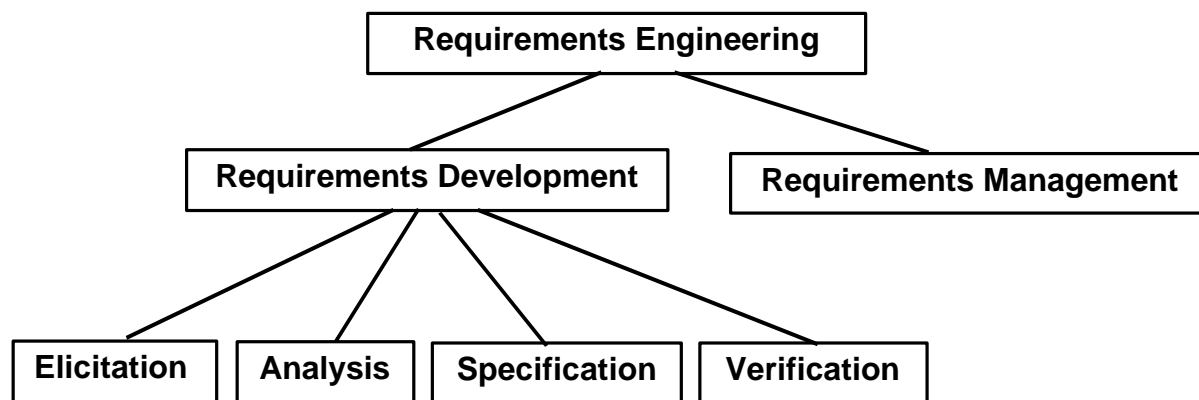 Requirements Engineering
Requirements Development
Requirements Management
Elicitation
Analysis
Specification
Verification